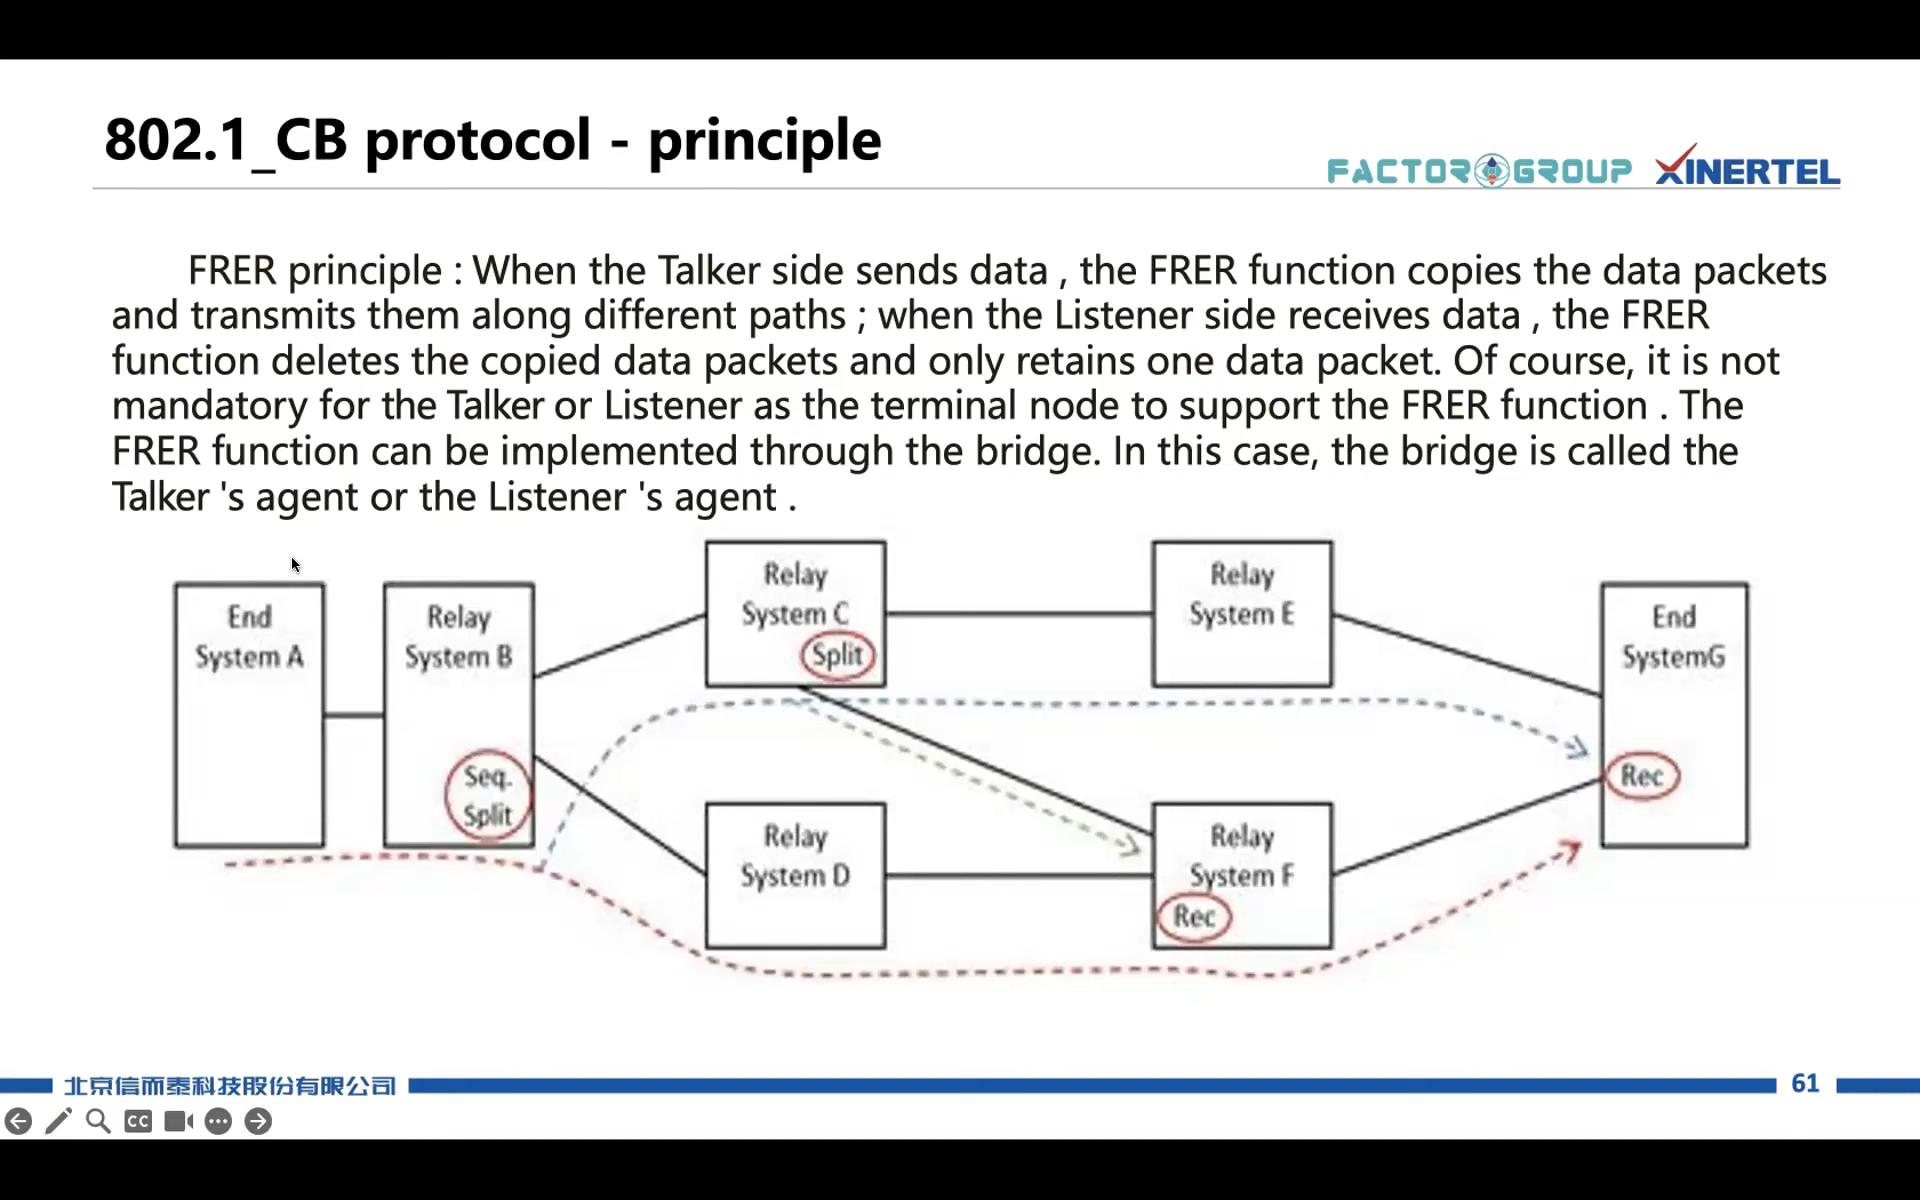 802.1_CB protocol - principle
FACTOR GROUP XINERTEL
FRER principle : When the Talker side sends data , the FRER function copies the data packets
and transmits them along different paths ; when the Listener side receives data , the FRER
function deletes the copied data packets and only retains one data packet. Of course, it is not
mandatory for the Talker or Listener as the terminal node to support the FRER function . The
FRER function can be implemented through the bridge. In this case, the bridge is called the
Talker 's agent or the Listener 's agent .
End
System A
Relay
System B
Seq.
Split
Relay
System C
Split
Relay
System D
Relay
System E
Relay
System F
Rec
End
SystemG
Rec
北京信而泰科技股份有限公司
61
CC